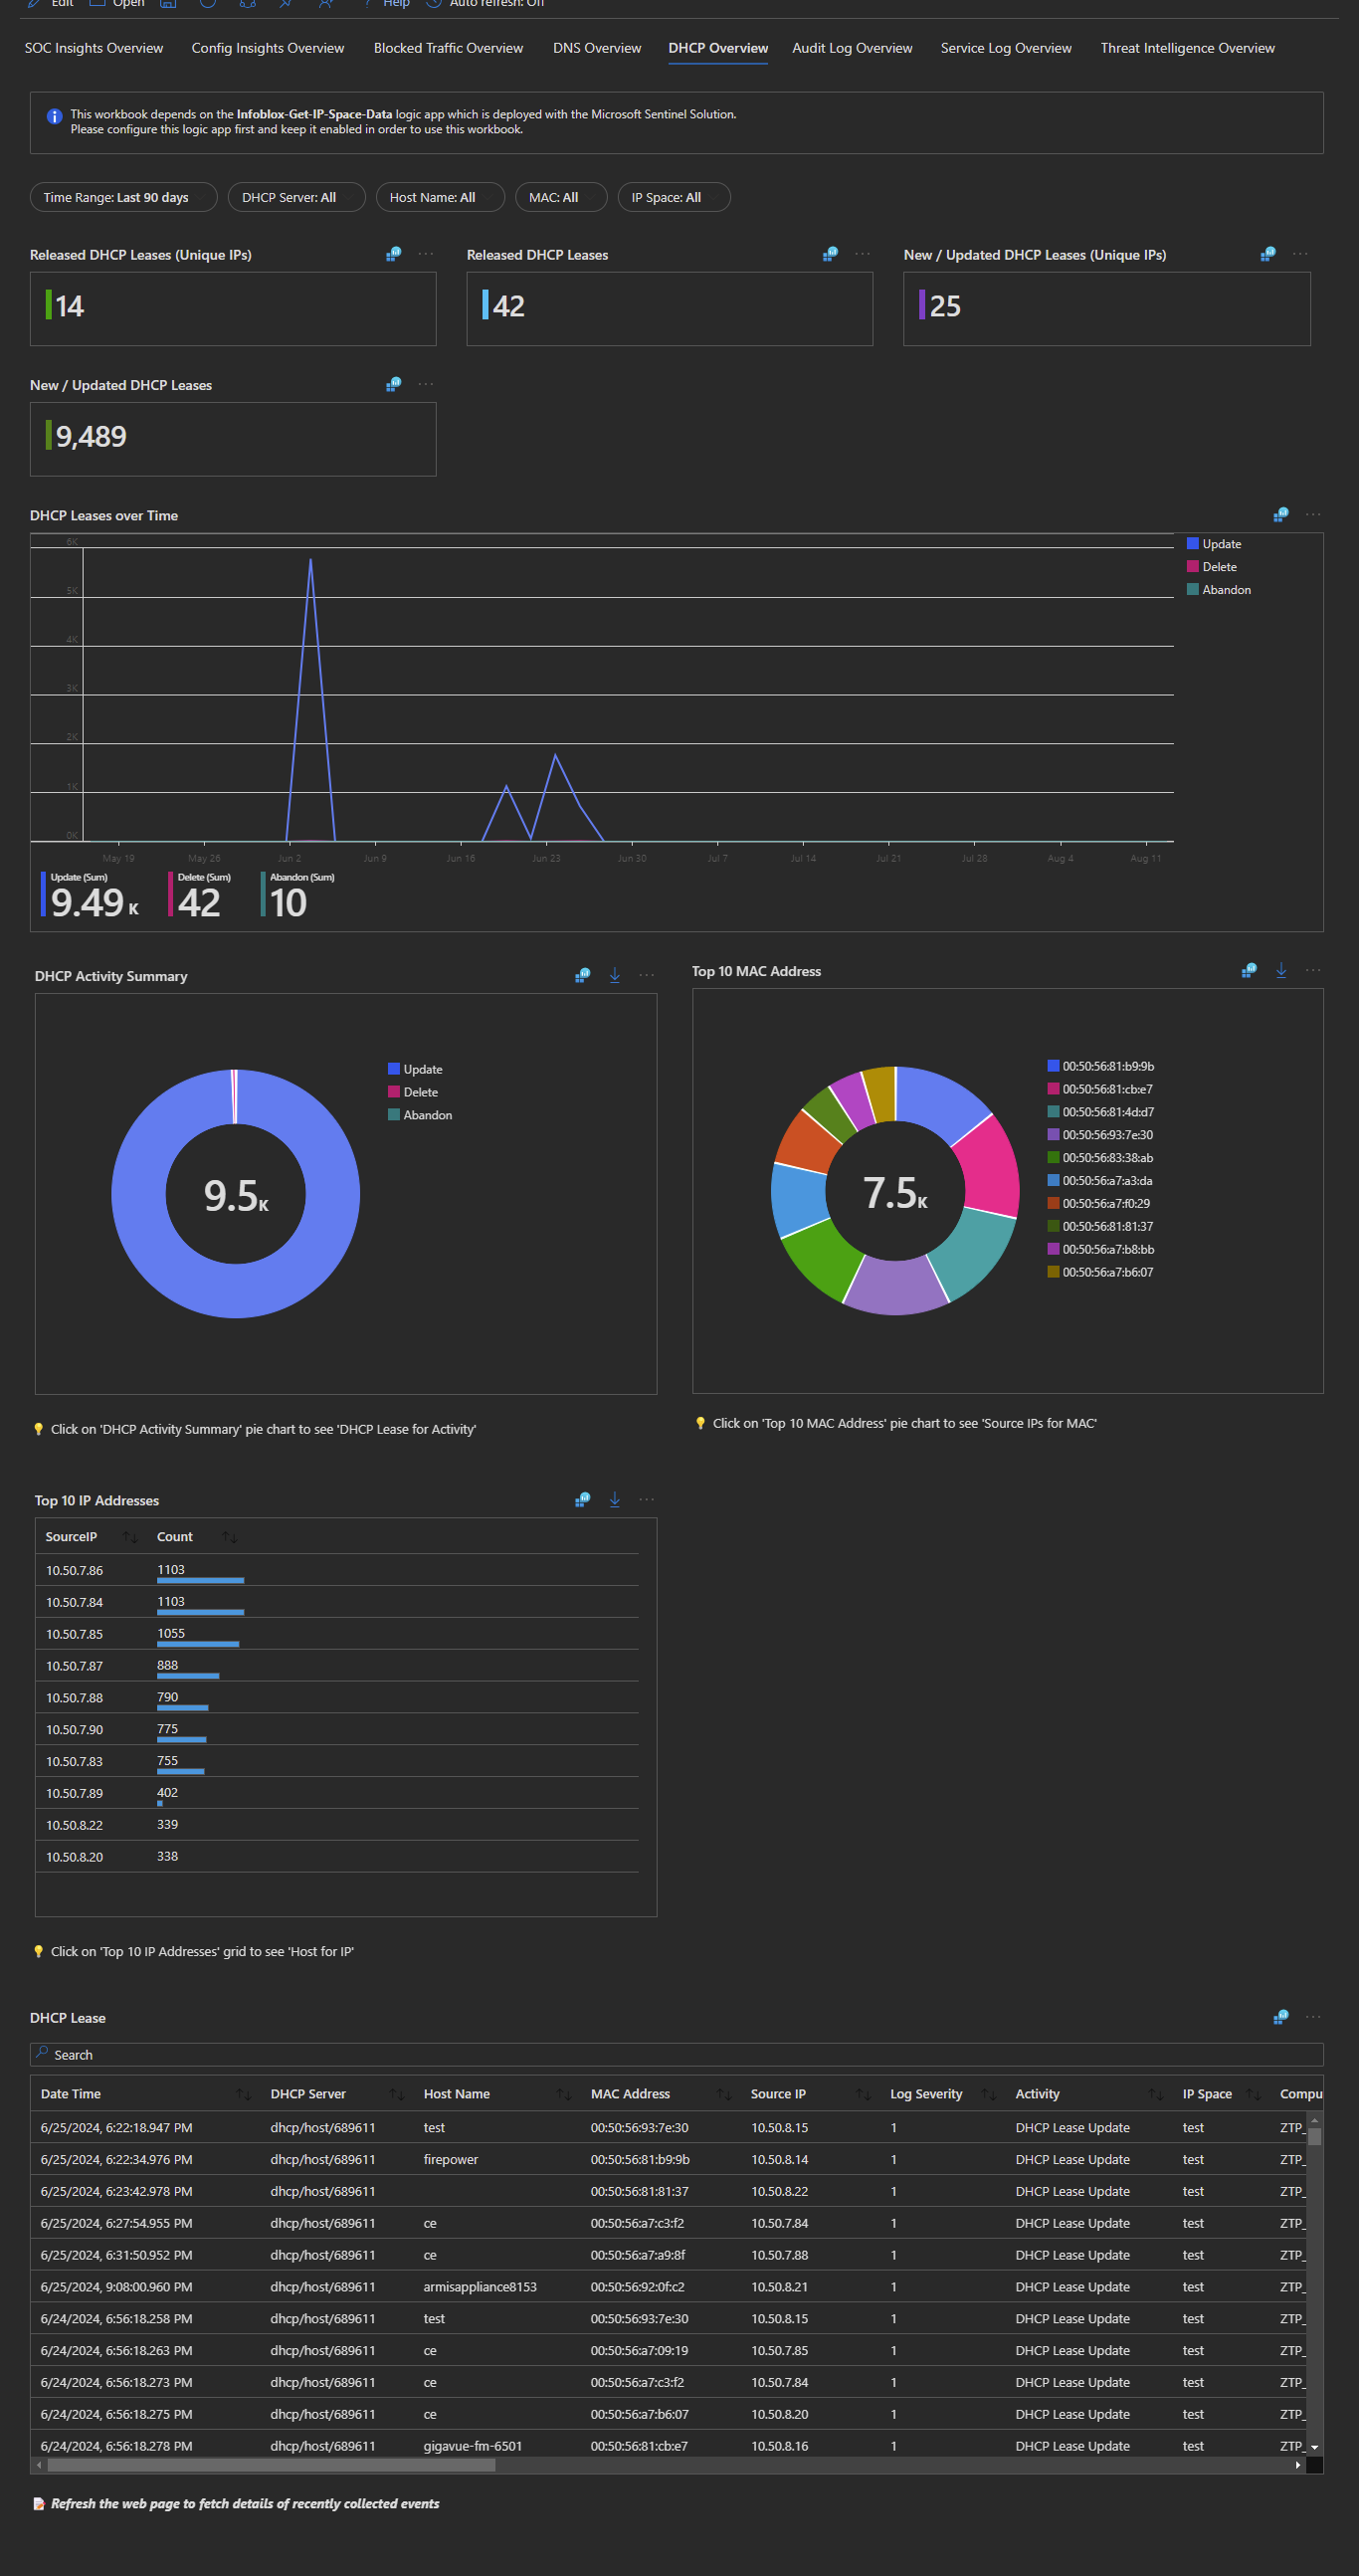 Edit Open Help Auto refresh: Off
SOC Insights Overview Config Insights Overview Blocked Traffic Overview DNS Overview DHCP Overview Audit Log Overview Service Log Overview Threat Intelligence Overview
This workbook depends on the Infoblox-Get-IP-Space-Data logic app which is deployed with the Microsoft Sentinel Solution.
Please configure this logic app first and keep it enabled in order to use this workbook.
Time Range: Last 90 days DHCP Server: All Host Name: All MAC: All IP Space: All
Released DHCP Leases (Unique IPs) Released DHCP Leases New / Updated DHCP Leases (Unique IPs)
14 42 25
New / Updated DHCP Leases
9,489
DHCP Leases over Time
6K
5K
4K
3K
2K
1K
0K
Update
Delete
Abandon
May 19 May 26 Jun 2 Jun 9 Jun 16 Jun 23 Jun 30 Jul 7 Jul 14 Jul 21 Jul 28 Aug 4 Aug 11
Update (Sum) Delete (Sum) Abandon (Sum)
9.49 K 42 10
DHCP Activity Summary
Update
Delete
Abandon
9.5K
Click on 'DHCP Activity Summary' pie chart to see 'DHCP Lease for Activity'
Top 10 MAC Address
00:50:56:81:b9:9b
00:50:56:81:cb:e7
00:50:56:81:4d:d7
00:50:56:93:7e:30
00:50:56:83:38:ab
00:50:56:a7:a3:da
00:50:56:a7:f0:29
00:50:56:81:81:37
00:50:56:a7:b8:bb
00:50:56:a7:b6:07
7.5K
Click on 'Top 10 MAC Address' pie chart to see 'Source IPs for MAC'
Top 10 IP Addresses
SourceIP Count
10.50.7.86 1103
10.50.7.84 1103
10.50.7.85 1055
10.50.7.87 888
10.50.7.88 790
10.50.7.90 775
10.50.7.83 755
10.50.7.89 402
10.50.8.22 339
10.50.8.20 338
Click on 'Top 10 IP Addresses' grid to see 'Host for IP'
DHCP Lease
Search
Date Time DHCP Server Host Name MAC Address Source IP Log Severity Activity IP Space Compu
6/25/2024, 6:22:18.947 PM dhcp/host/689611 test 00:50:56:93:7e:30 10.50.8.15 1 DHCP Lease Update test ZTP_
6/25/2024, 6:22:34.976 PM dhcp/host/689611 firepower 00:50:56:81:b9:9b 10.50.8.14 1 DHCP Lease Update test ZTP_
6/25/2024, 6:23:42.978 PM dhcp/host/689611 00:50:56:81:81:37 10.50.8.22 1 DHCP Lease Update test ZTP_
6/25/2024, 6:27:54.955 PM dhcp/host/689611 ce 00:50:56:a7:c3:f2 10.50.7.84 1 DHCP Lease Update test ZTP_
6/25/2024, 6:31:50.952 PM dhcp/host/689611 ce 00:50:56:a7:a9:8f 10.50.7.88 1 DHCP Lease Update test ZTP_
6/25/2024, 9:08:00.960 PM dhcp/host/689611 armisappliance8153 00:50:56:92:0f:c2 10.50.8.21 1 DHCP Lease Update test ZTP_
6/24/2024, 6:56:18.258 PM dhcp/host/689611 test 00:50:56:93:7e:30 10.50.8.15 1 DHCP Lease Update test ZTP_
6/24/2024, 6:56:18.263 PM dhcp/host/689611 ce 00:50:56:a7:09:19 10.50.7.85 1 DHCP Lease Update test ZTP_
6/24/2024, 6:56:18.273 PM dhcp/host/689611 ce 00:50:56:a7:c3:f2 10.50.7.84 1 DHCP Lease Update test ZTP_
6/24/2024, 6:56:18.275 PM dhcp/host/689611 ce 00:50:56:a7:b6:07 10.50.8.20 1 DHCP Lease Update test ZTP_
6/24/2024, 6:56:18.278 PM dhcp/host/689611 gigavue-fm-6501 00:50:56:81:cb:e7 10.50.8.16 1 DHCP Lease Update test ZTP_
Refresh the web page to fetch details of recently collected events